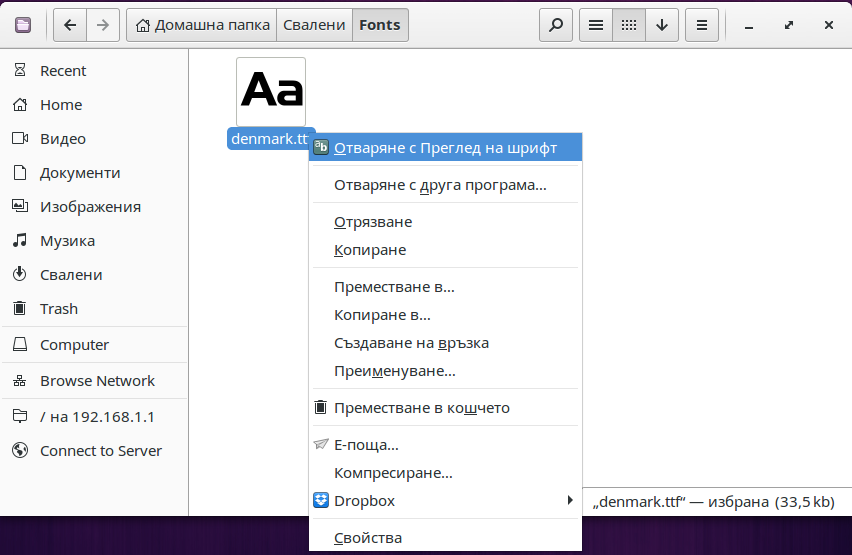 Домашна папка
Свалени
Fonts
Recent
Home
Видео
Документи
Изображения
Музика
Свалени
Trash
Computer
Browse Network
/ на 192.168.1.1
Connect to Server
Aa
denmark.tt
Отваряне с Преглед на шрифт
Отваряне с друга програма...
Отрязване
Копиране
Преместване в...
Копиране в...
Създаване на връзка
Преименуване...
Преместване в кошчето
Е-поща...
Компресиране...
Dropbox
Свойства
„denmark.ttf“ — избрана (33,5 kb)